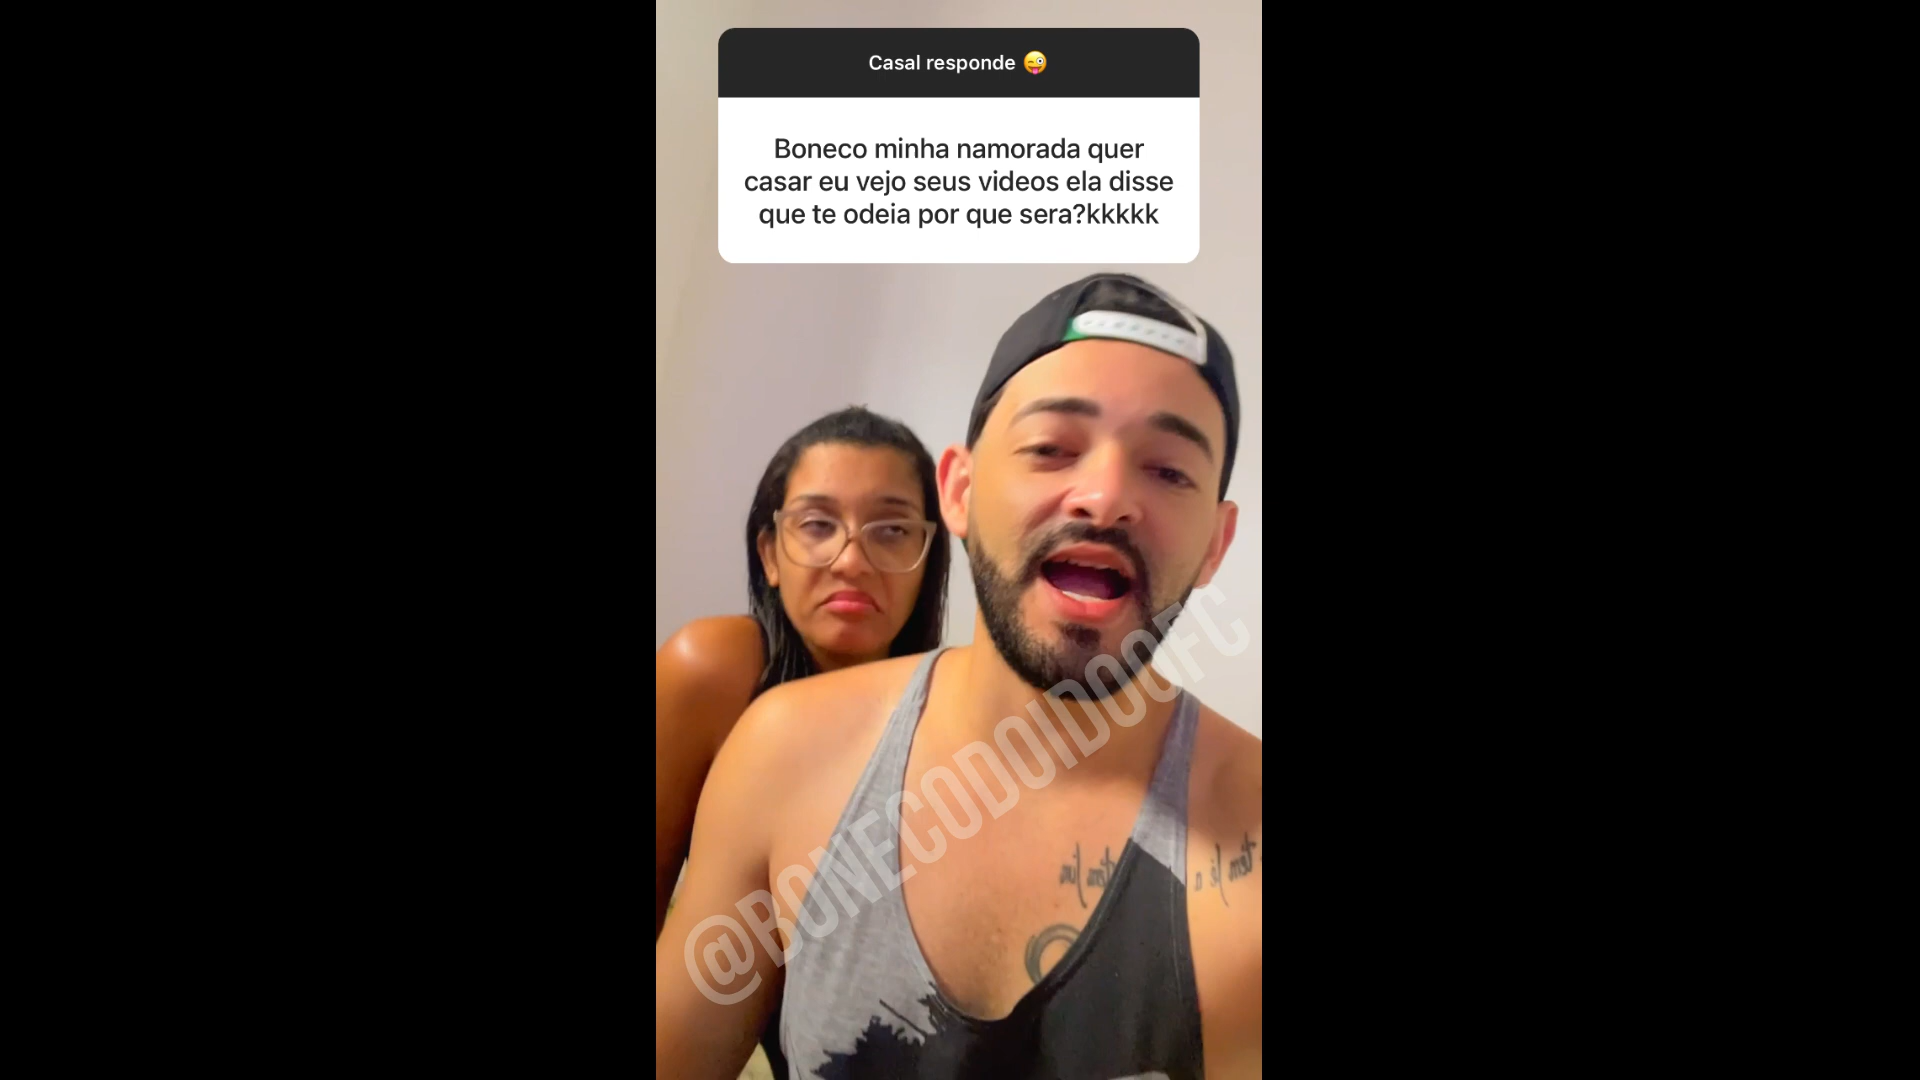 Casal responde 😜
Boneco minha namorada quer
casar eu vejo seus videos ela disse
que te odeia por que sera?kkkkk
@BONECODOIDOOFC